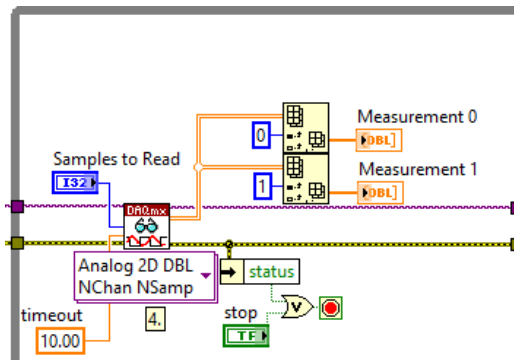 Measurement 0
0
DBL]
Samples to Read
I32
Measurement 1
1
DBL]
DAQmx
Analog 2D DBL
NChan NSamp
status
4.
timeout
10.00
stop
TF
V